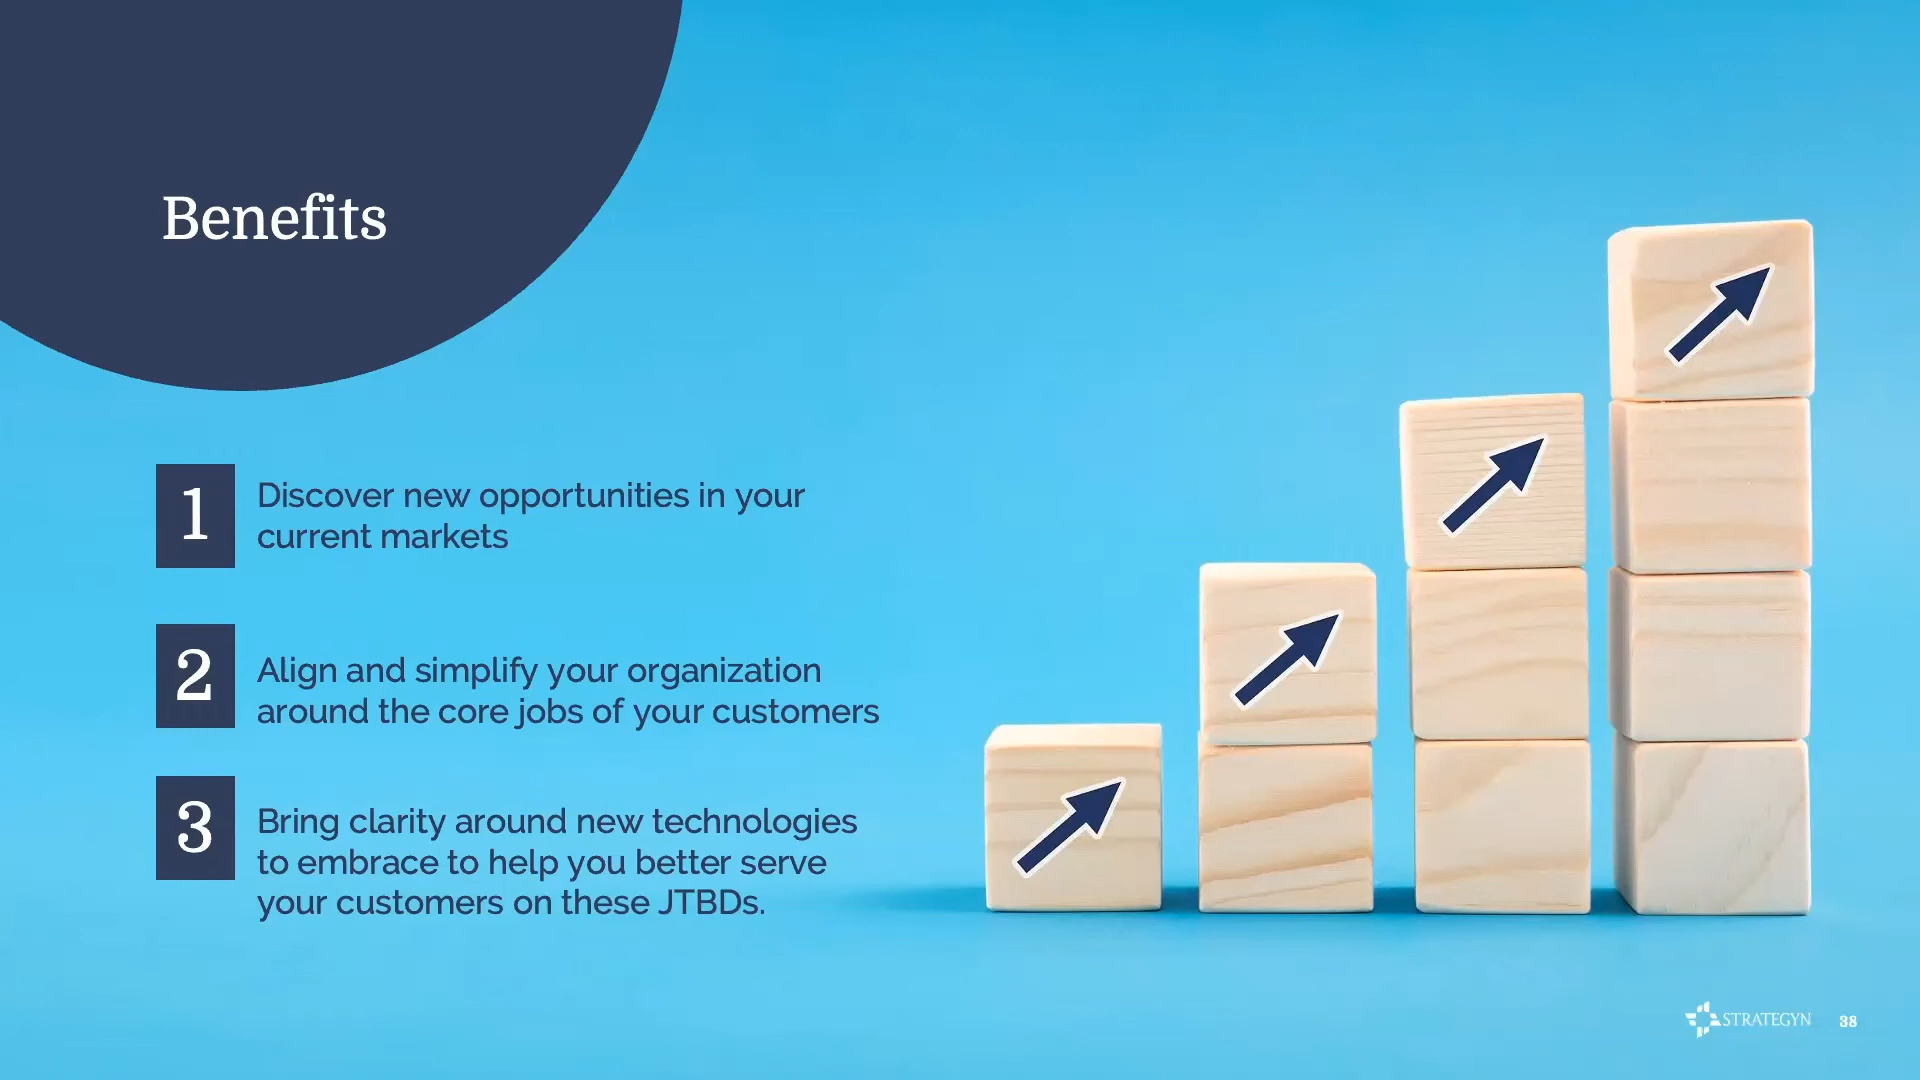 Benefits
1
Discover new opportunities in your
current markets
2
Align and simplify your organization
around the core jobs of your customers
3
Bring clarity around new technologies
to embrace to help you better serve
your customers on these JTBDs.
STRATEGYN
38